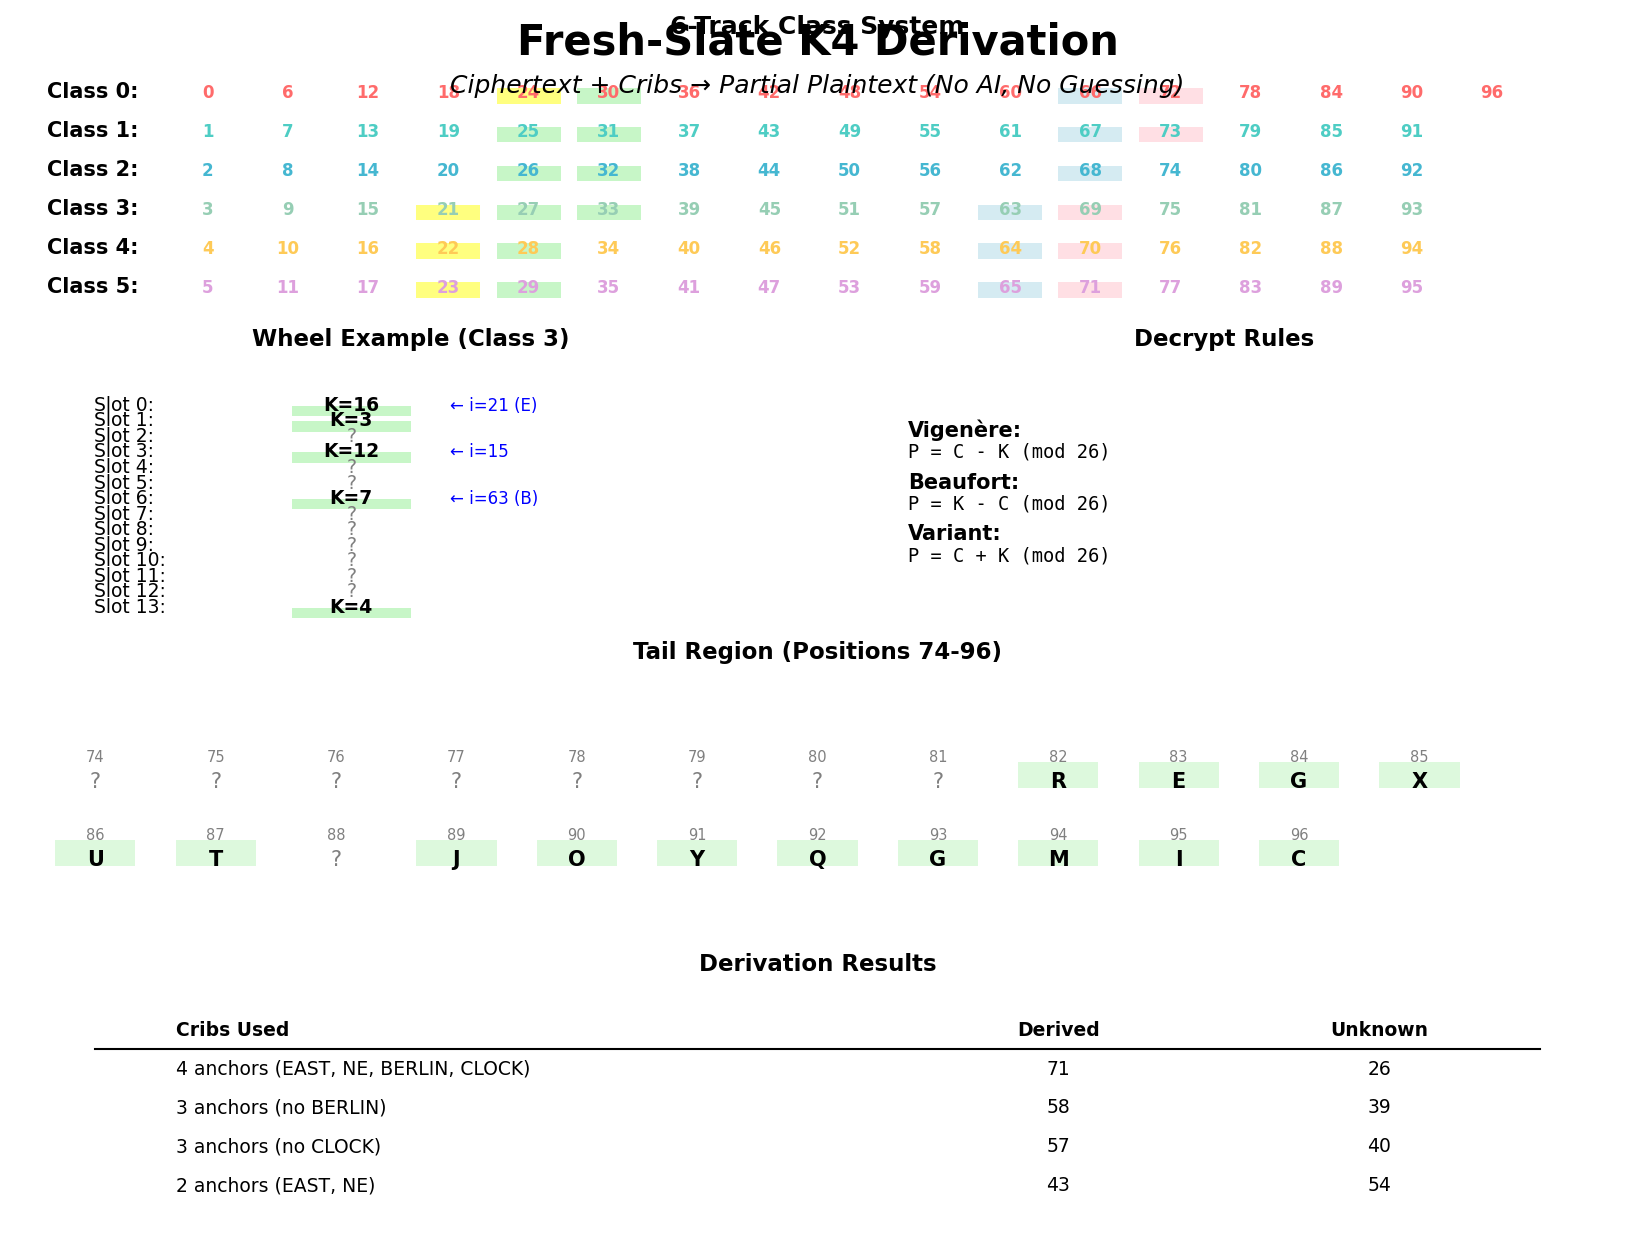 6-Track Class System
Fresh-Slate K4 Derivation
Ciphertext + Cribs → Partial Plaintext (No AI, No Guessing)
Class 0: 0 6 12 18 24 30 36 42 48 54 60 66 72 78 84 90 96
Class 1: 1 7 13 19 25 31 37 43 49 55 61 67 73 79 85 91
Class 2: 2 8 14 20 26 32 38 44 50 56 62 68 74 80 86 92
Class 3: 3 9 15 21 27 33 39 45 51 57 63 69 75 81 87 93
Class 4: 4 10 16 22 28 34 40 46 52 58 64 70 76 82 88 94
Class 5: 5 11 17 23 29 35 41 47 53 59 65 71 77 83 89 95
Wheel Example (Class 3)
Slot 0: K=16 ← i=21 (E)
Slot 1: K=3
Slot 2: ?
Slot 3: K=12 ← i=15
Slot 4: ?
Slot 5: ?
Slot 6: K=7 ← i=63 (B)
Slot 7: ?
Slot 8: ?
Slot 9: ?
Slot 10: ?
Slot 11: ?
Slot 12: ?
Slot 13: K=4
Decrypt Rules
Vigenère:
P = C - K (mod 26)
Beaufort:
P = K - C (mod 26)
Variant:
P = C + K (mod 26)
Tail Region (Positions 74-96)
74 75 76 77 78 79 80 81 82 83 84 85
? ? ? ? ? ? ? ? R E G X
86 87 88 89 90 91 92 93 94 95 96
U T ? J O Y Q G M I C
Derivation Results
Cribs Used Derived Unknown
4 anchors (EAST, NE, BERLIN, CLOCK) 71 26
3 anchors (no BERLIN) 58 39
3 anchors (no CLOCK) 57 40
2 anchors (EAST, NE) 43 54